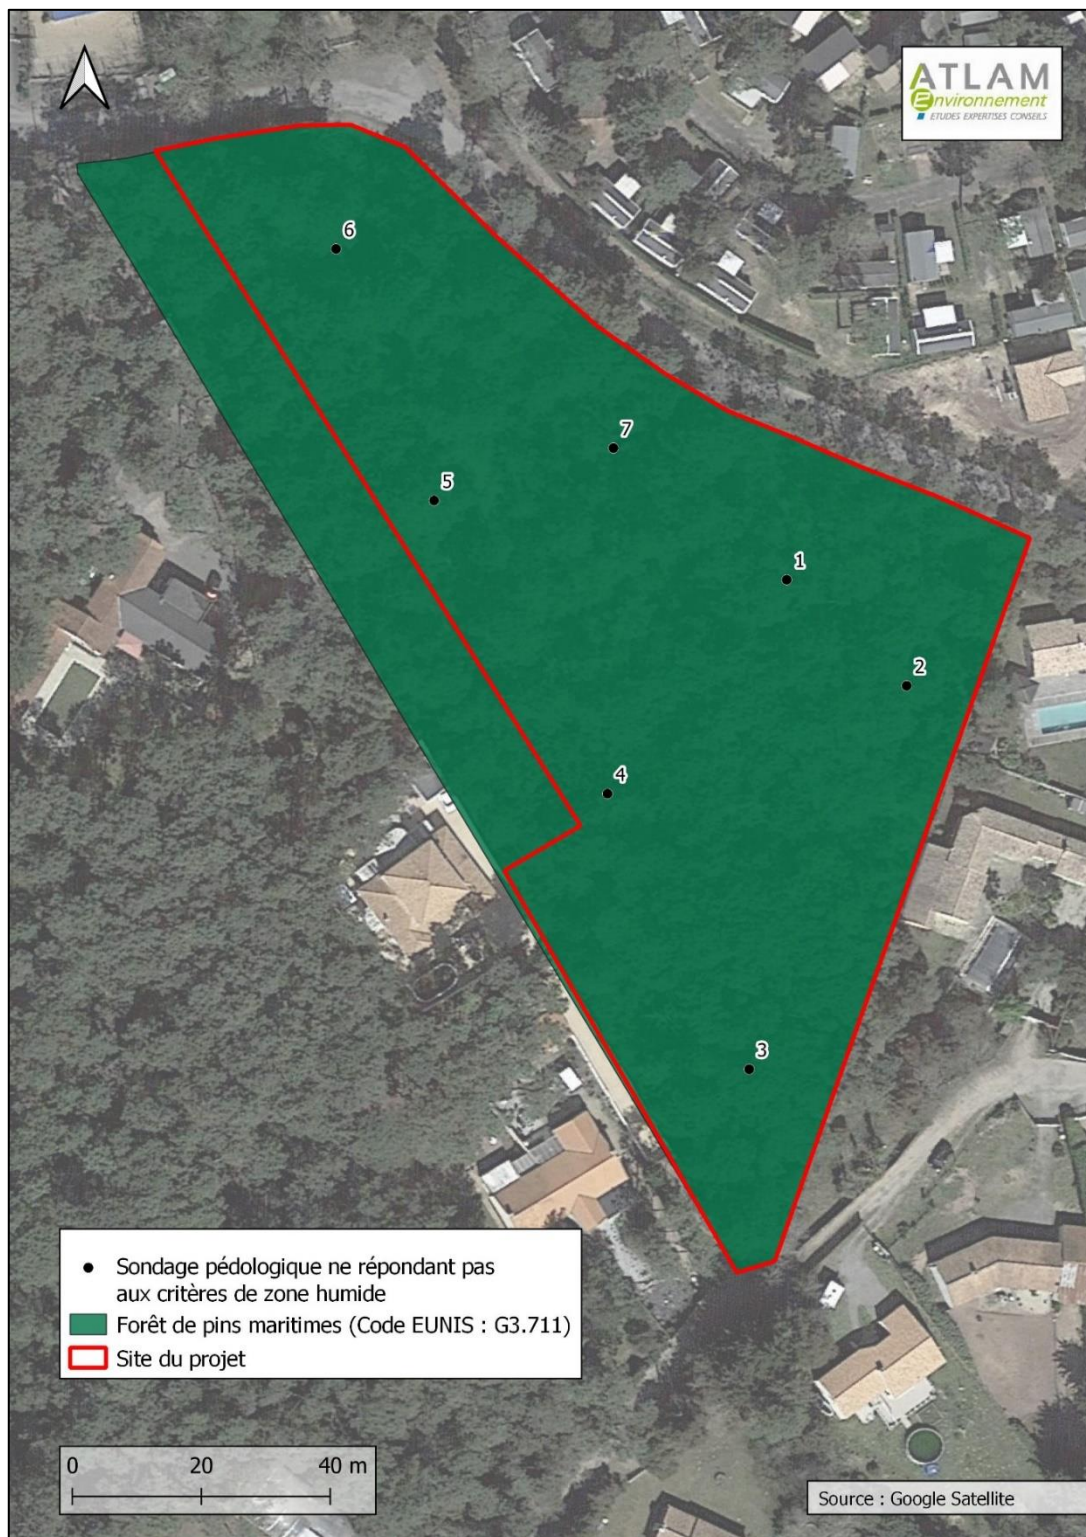 ATLAM
environnement
ETUDES EXPERTISES CONSEILS
6
7
5
1
2
4
3
Sondage pédologique ne répondant pas
aux critères de zone humide
Forêt de pins maritimes (Code EUNIS : G3.711)
Site du projet
0 20 40 m
Source : Google Satellite